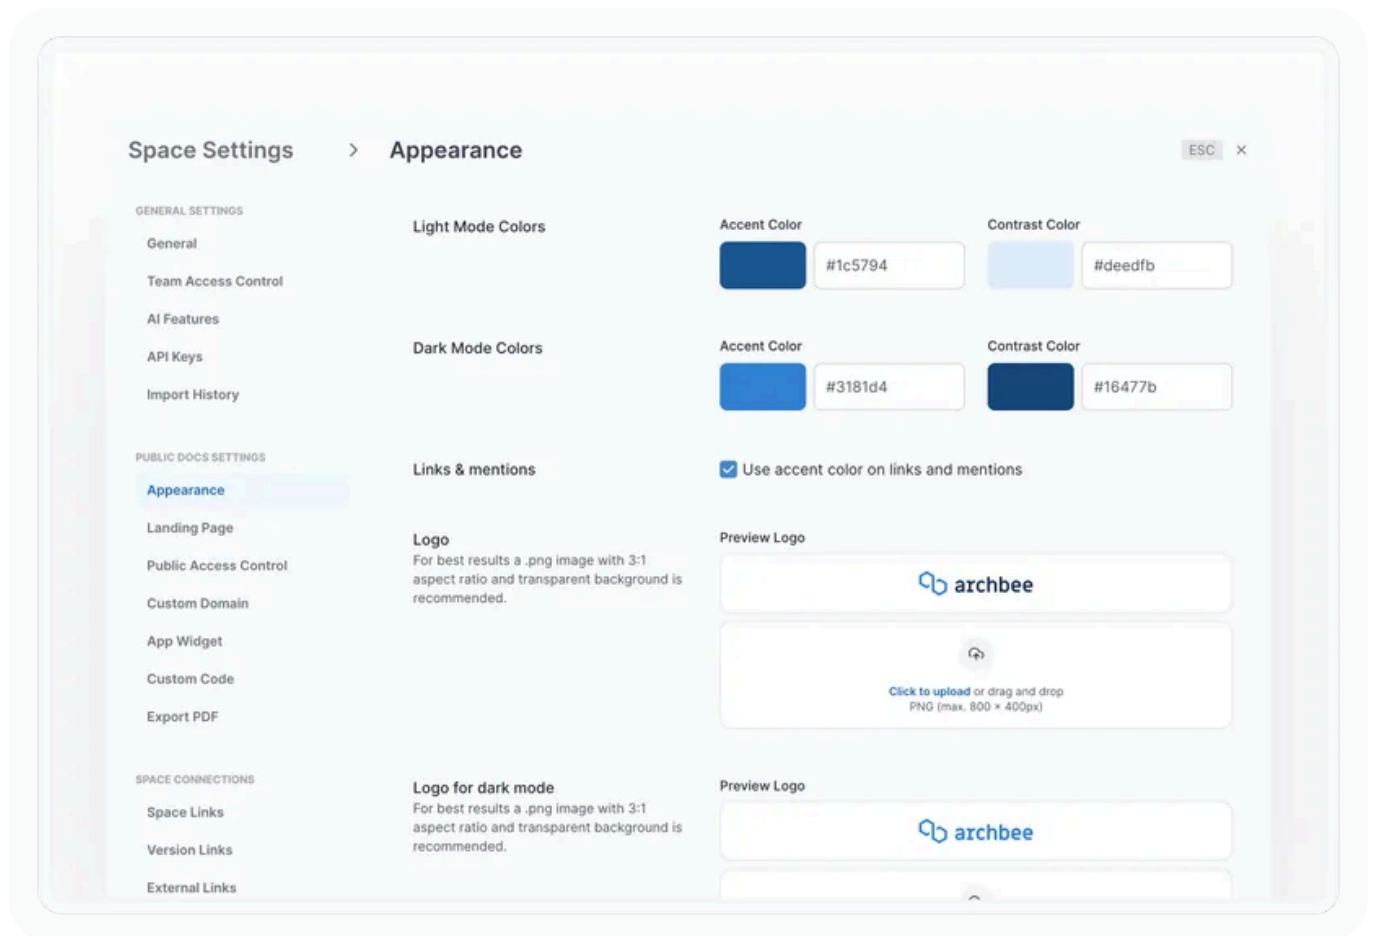 Space Settings > Appearance
ESC ×
GENERAL SETTINGS
General
Team Access Control
AI Features
API Keys
Import History
PUBLIC DOCS SETTINGS
Appearance
Landing Page
Public Access Control
Custom Domain
App Widget
Custom Code
Export PDF
SPACE CONNECTIONS
Space Links
Version Links
External Links
Light Mode Colors
Accent Color
#1c5794
Contrast Color
#deedfb
Dark Mode Colors
Accent Color
#3181d4
Contrast Color
#16477b
Links & mentions
Use accent color on links and mentions
Logo
For best results a .png image with 3:1
aspect ratio and transparent background is
recommended.
Preview Logo
archbee
Click to upload or drag and drop
PNG (max. 800 × 400px)
Logo for dark mode
For best results a .png image with 3:1
aspect ratio and transparent background is
recommended.
Preview Logo
archbee